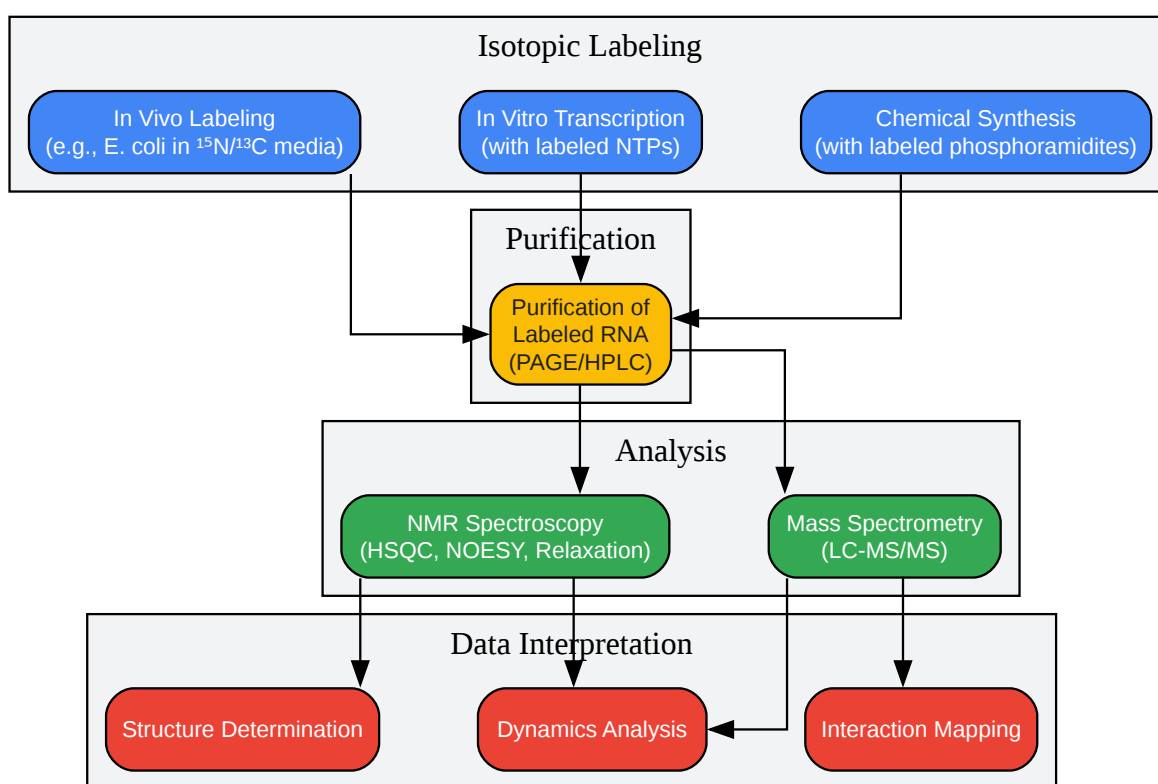 Isotopic Labeling
In Vivo Labeling
(e.g., E. coli in ¹⁵N/¹³C media)
In Vitro Transcription
(with labeled NTPs)
Chemical Synthesis
(with labeled phosphoramidites)
Purification
Purification of
Labeled RNA
(PAGE/HPLC)
Analysis
NMR Spectroscopy
(HSQC, NOESY, Relaxation)
Mass Spectrometry
(LC-MS/MS)
Data Interpretation
Structure Determination
Dynamics Analysis
Interaction Mapping